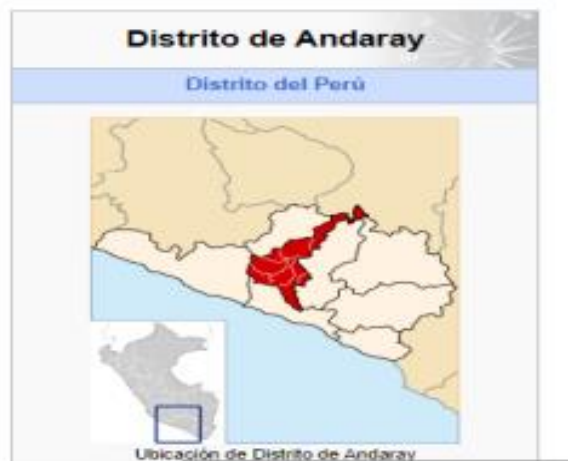 Distrito de Andaray
Distrito del Perú
Ubicación de Distrito de Andaray